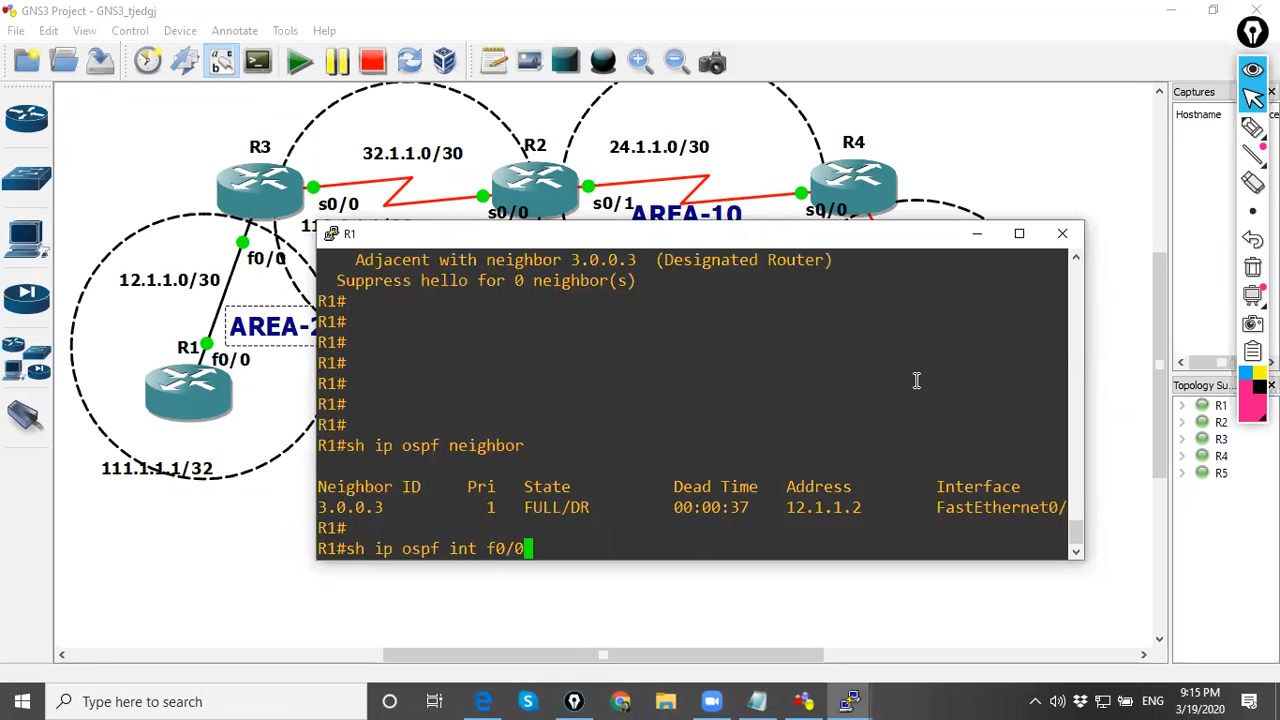 GNS3 Project - GNS3_tjedgj
File Edit View Control Device Annotate Tools Help
Captures
Hostname
R3
R2
R4
32.1.1.0/30
24.1.1.0/30
s0/0
s0/0
s0/1
AREA-10
s0/0
f0/0
12.1.1.0/30
AREA-2
R1
f0/0
111.1.1.1/32
R1
Adjacent with neighbor 3.0.0.3 (Designated Router)
Suppress hello for 0 neighbor(s)
R1#
R1#
R1#
R1#
R1#
R1#
R1#
R1#sh ip ospf neighbor
Neighbor ID Pri State Dead Time Address Interface
3.0.0.3 1 FULL/DR 00:00:37 12.1.1.2 FastEthernet0/
R1#
R1#sh ip ospf int f0/0
Topology Su...
R1
R2
R3
R4
R5
Type here to search
ENG
9:15 PM
3/19/2020